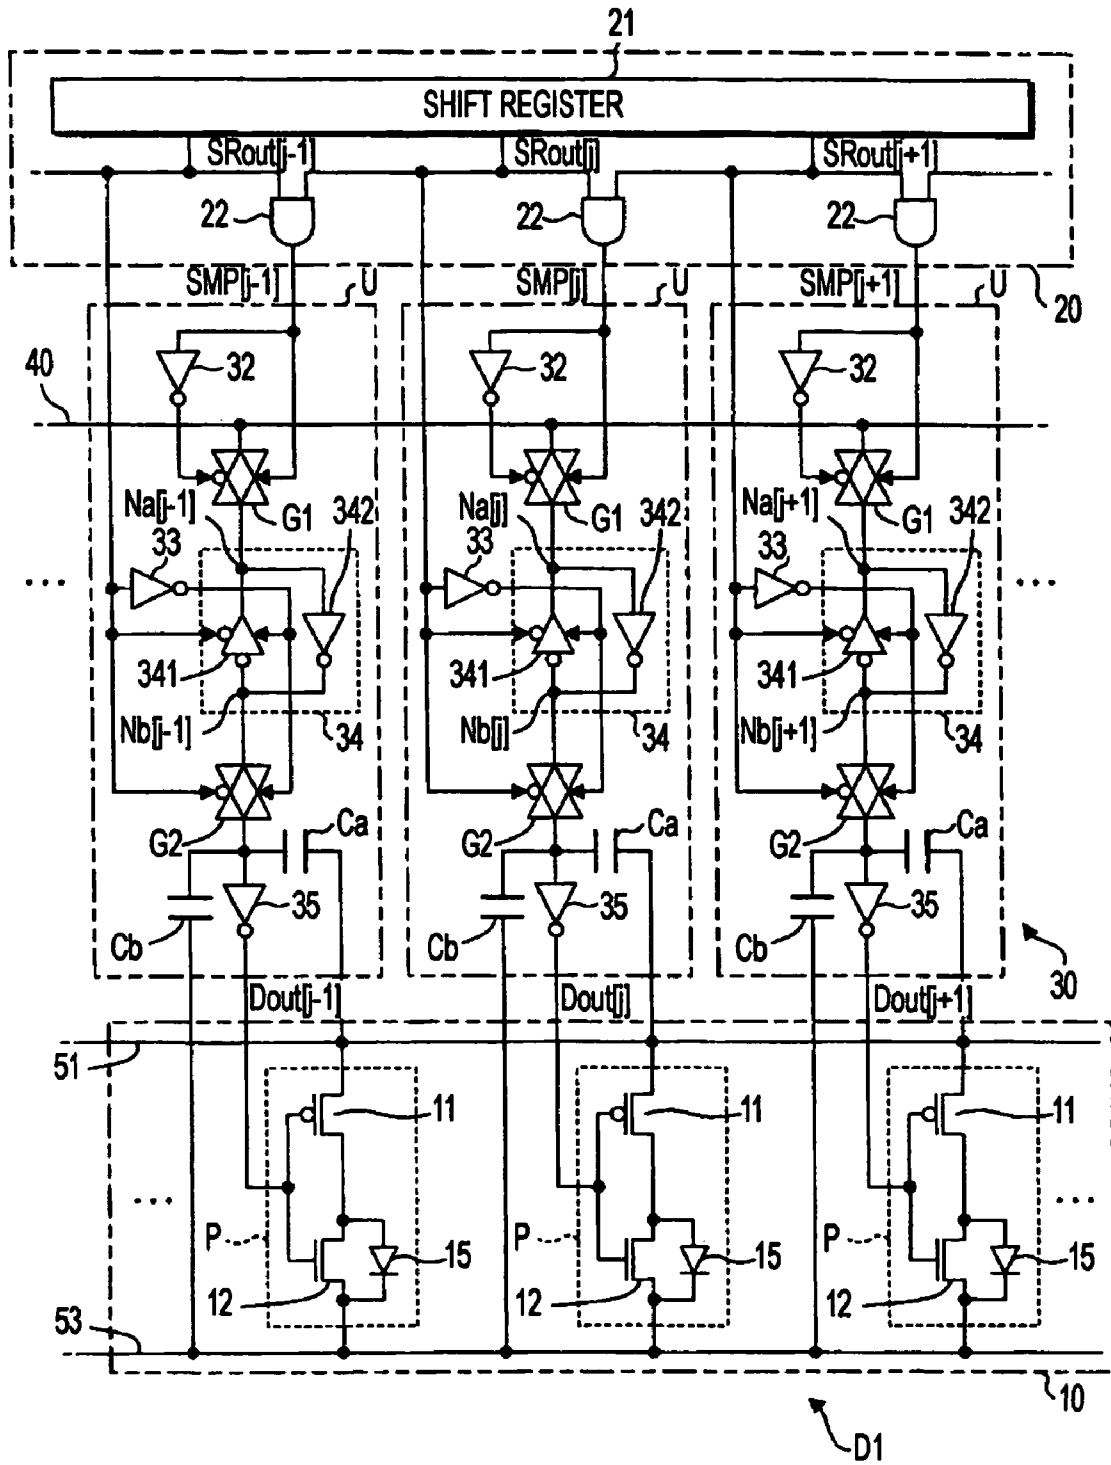 21
SHIFT REGISTER
SRout[j-1] SRout[j] SRout[j+1]
22 22 22
SMP[j-1] U SMP[j] U SMP[j+1] U
20
32 32 32
40
Na[j-1] G1 342 Na[j] G1 342 Na[j+1] G1 342
33 33 33
... ...
341 341 341
Nb[j-1] 34 Nb[j] 34 Nb[j+1] 34
G2 Ca G2 Ca G2 Ca
35 35 35
Cb Cb Cb
30
Dout[j-1] Dout[j] Dout[j+1]
51
11 11 11
... ...
P 15 P 15 P 15
12 12 12
53
10
D1